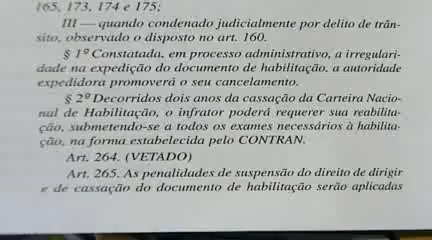 165, 173, 174 e 175;
III — quando condenado judicialmente por delito de trân-
sito, observado o disposto no art. 160.
§ 1º Constatada, em processo administrativo, a irregulari-
dade na expedição do documento de habilitação, a autoridade
expedidora promoverá o seu cancelamento.
§ 2º Decorridos dois anos da cassação da Carteira Nacio-
nal de Habilitação, o infrator poderá requerer sua reabilita-
ção, submetendo-se a todos os exames necessários à habilita-
ção, na forma estabelecida pelo CONTRAN.
Art. 264. (VETADO)
Art. 265. As penalidades de suspensão do direito de dirigir
e de cassação do documento de habilitação serão aplicadas